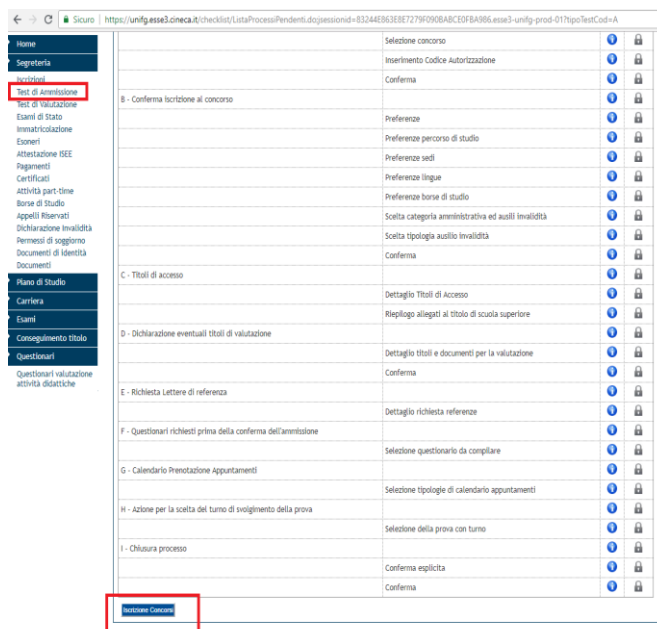 Sicuro
https://unifg.esse3.cineca.it/checklist/ListaProcessiPendenti.do;jsessionid=83244E863E8E7279F090BABCE0FBA986.esse3-unifg-prod-01?tipoTestCod=A
Home
Segreteria
Iscrizioni
Test di Ammissione
Test di Valutazione
Esami di Stato
Immatricolazione
Esoneri
Attestazione ISEE
Pagamenti
Certificati
Attività part-time
Borse di Studio
Appelli Riservati
Dichiarazione Invalidità
Permessi di soggiorno
Documenti di identità
Documenti
Piano di Studio
Carriera
Esami
Conseguimento titolo
Questionari
Questionari valutazione
attività didattiche
Selezione concorso
Inserimento Codice Autorizzazione
Conferma
B - Conferma iscrizione al concorso
Preferenze
Preferenze percorso di studio
Preferenze sedi
Preferenze lingue
Preferenze borse di studio
Scelta categoria amministrativa ed ausili invalidità
Scelta tipologia ausilio invalidità
Conferma
C - Titoli di accesso
Dettaglio Titoli di Accesso
Riepilogo allegati al titolo di scuola superiore
D - Dichiarazione eventuali titoli di valutazione
Dettaglio titoli e documenti per la valutazione
Conferma
E - Richiesta Lettere di referenza
Dettaglio richiesta referenze
F - Questionari richiesti prima della conferma dell'ammissione
Selezione questionario da compilare
G - Calendario Prenotazione Appuntamenti
Selezione tipologie di calendario appuntamenti
H - Azione per la scelta del turno di svolgimento della prova
Selezione della prova con turno
I - Chiusura processo
Conferma esplicita
Conferma
Iscrizione Concorsi